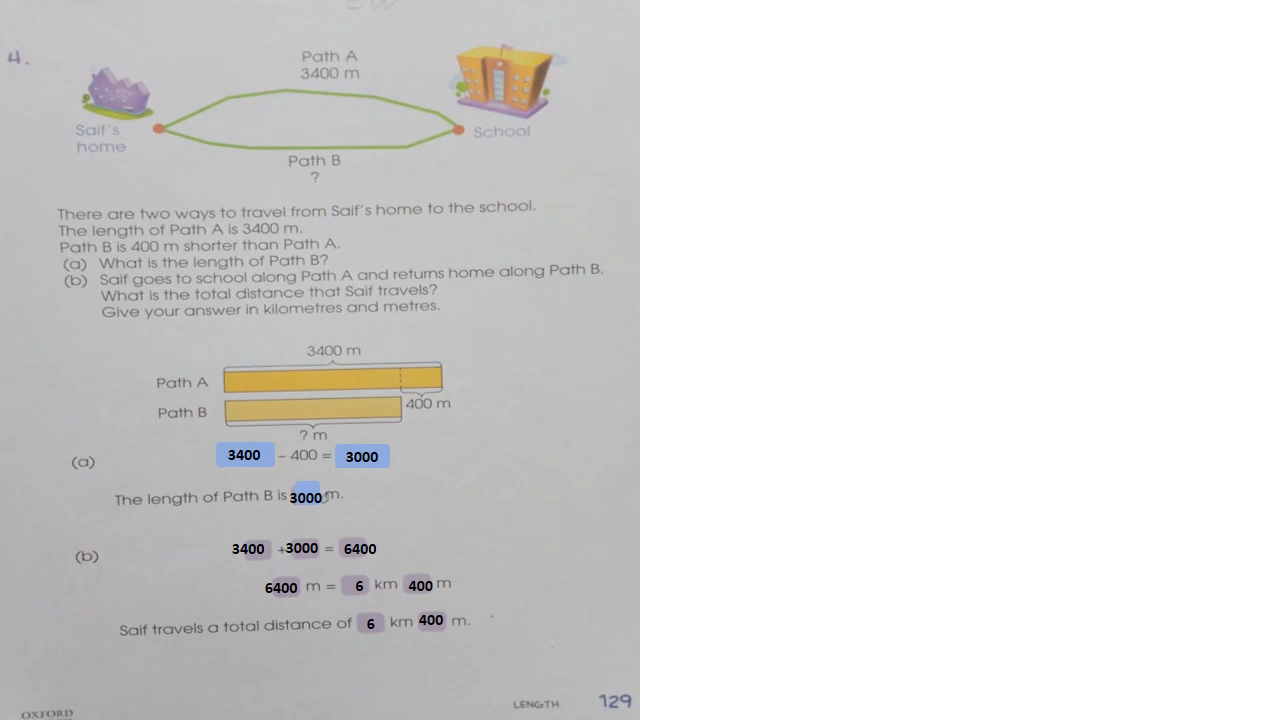 4.
Path A
3400 m
Saif's
home
School
Path B
?
There are two ways to travel from Saif's home to the school.
The length of Path A is 3400 m.
Path B is 400 m shorter than Path A.
(a) What is the length of Path B?
(b) Saif goes to school along Path A and returns home along Path B.
What is the total distance that Saif travels?
Give your answer in kilometres and metres.
3400 m
Path A
400 m
Path B
? m
(a) 3400 – 400 = 3000
The length of Path B is 3000 m.
(b) 3400 + 3000 = 6400
6400 m = 6 km 400 m
Saif travels a total distance of 6 km 400 m.
OXFORD
LENGTH 129